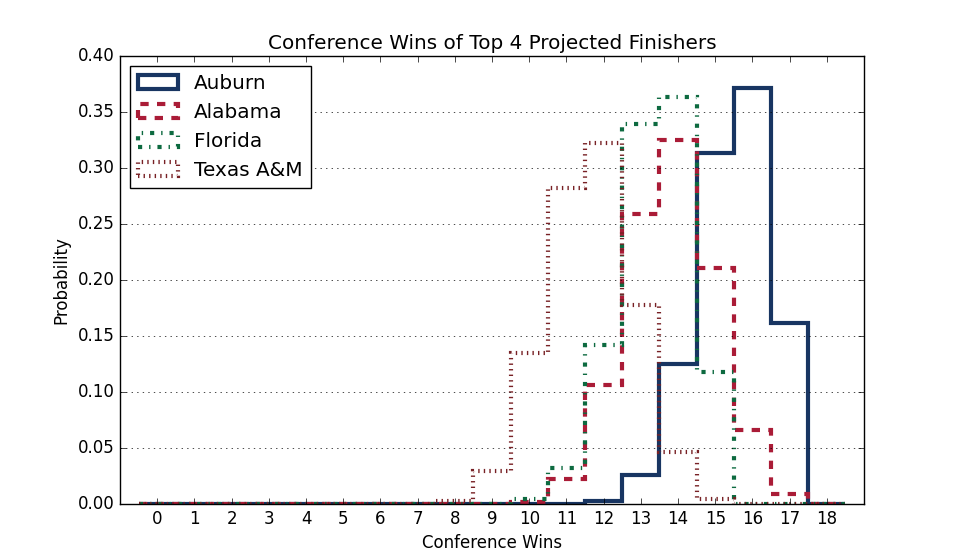 Conference Wins of Top 4 Projected Finishers
0.40
0.35
0.30
0.25
0.20
0.15
0.10
0.05
0.00
Probability
Auburn
Alabama
Florida
Texas A&M
0 1 2 3 4 5 6 7 8 9 10 11 12 13 14 15 16 17 18
Conference Wins